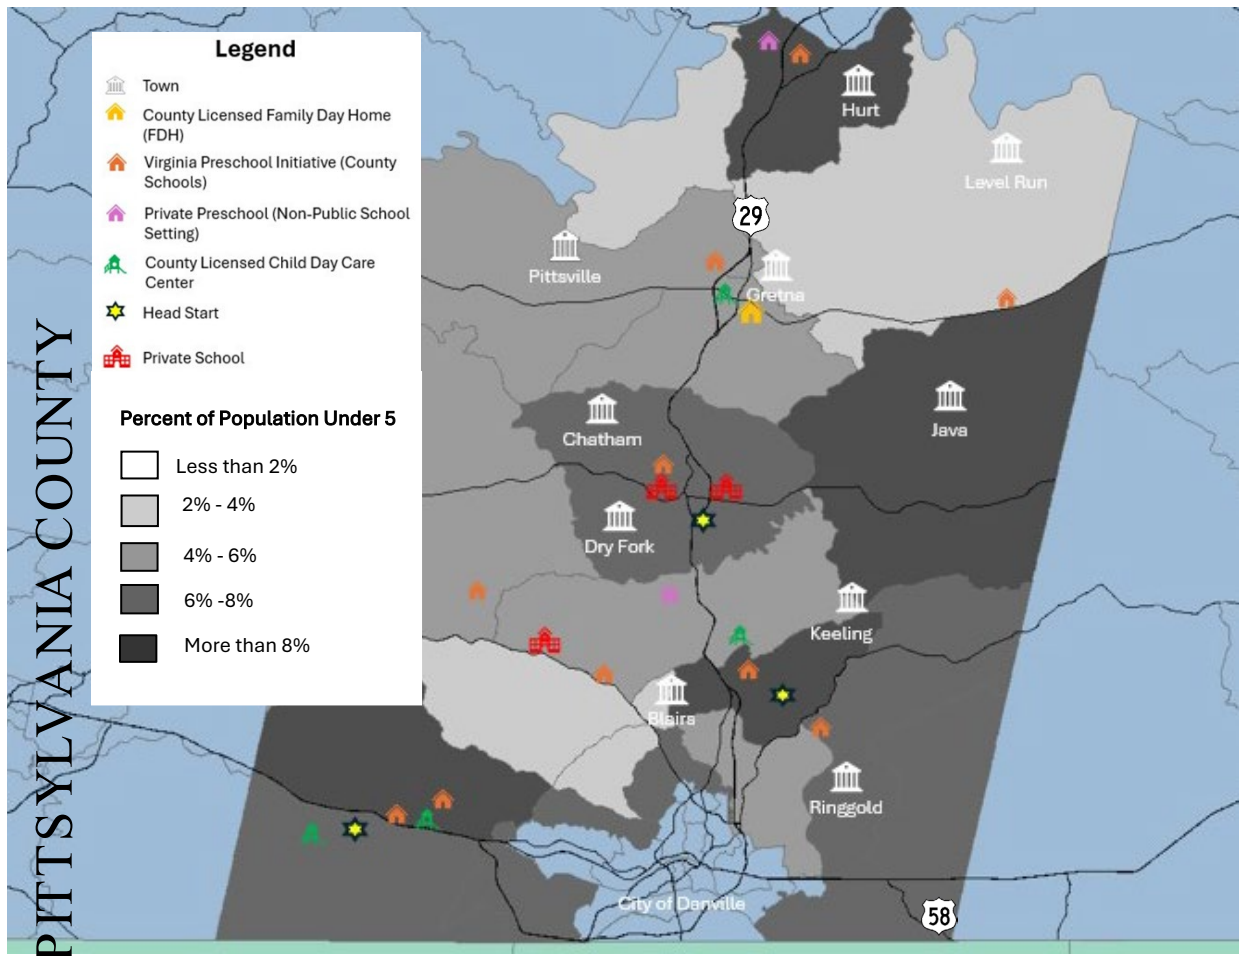 Legend
Town
County Licensed Family Day Home
(FDH)
Virginia Preschool Initiative (County
Schools)
Private Preschool (Non-Public School
Setting)
County Licensed Child Day Care
Center
Head Start
Private School
Percent of Population Under 5
Less than 2%
2% - 4%
4% - 6%
6% -8%
More than 8%
PITTSYLVANIA COUNTY
Hurt
Level Run
29
Pittsville
Gretna
Chatham
Java
Dry Fork
Keeling
Blairs
Ringgold
City of Danville
58